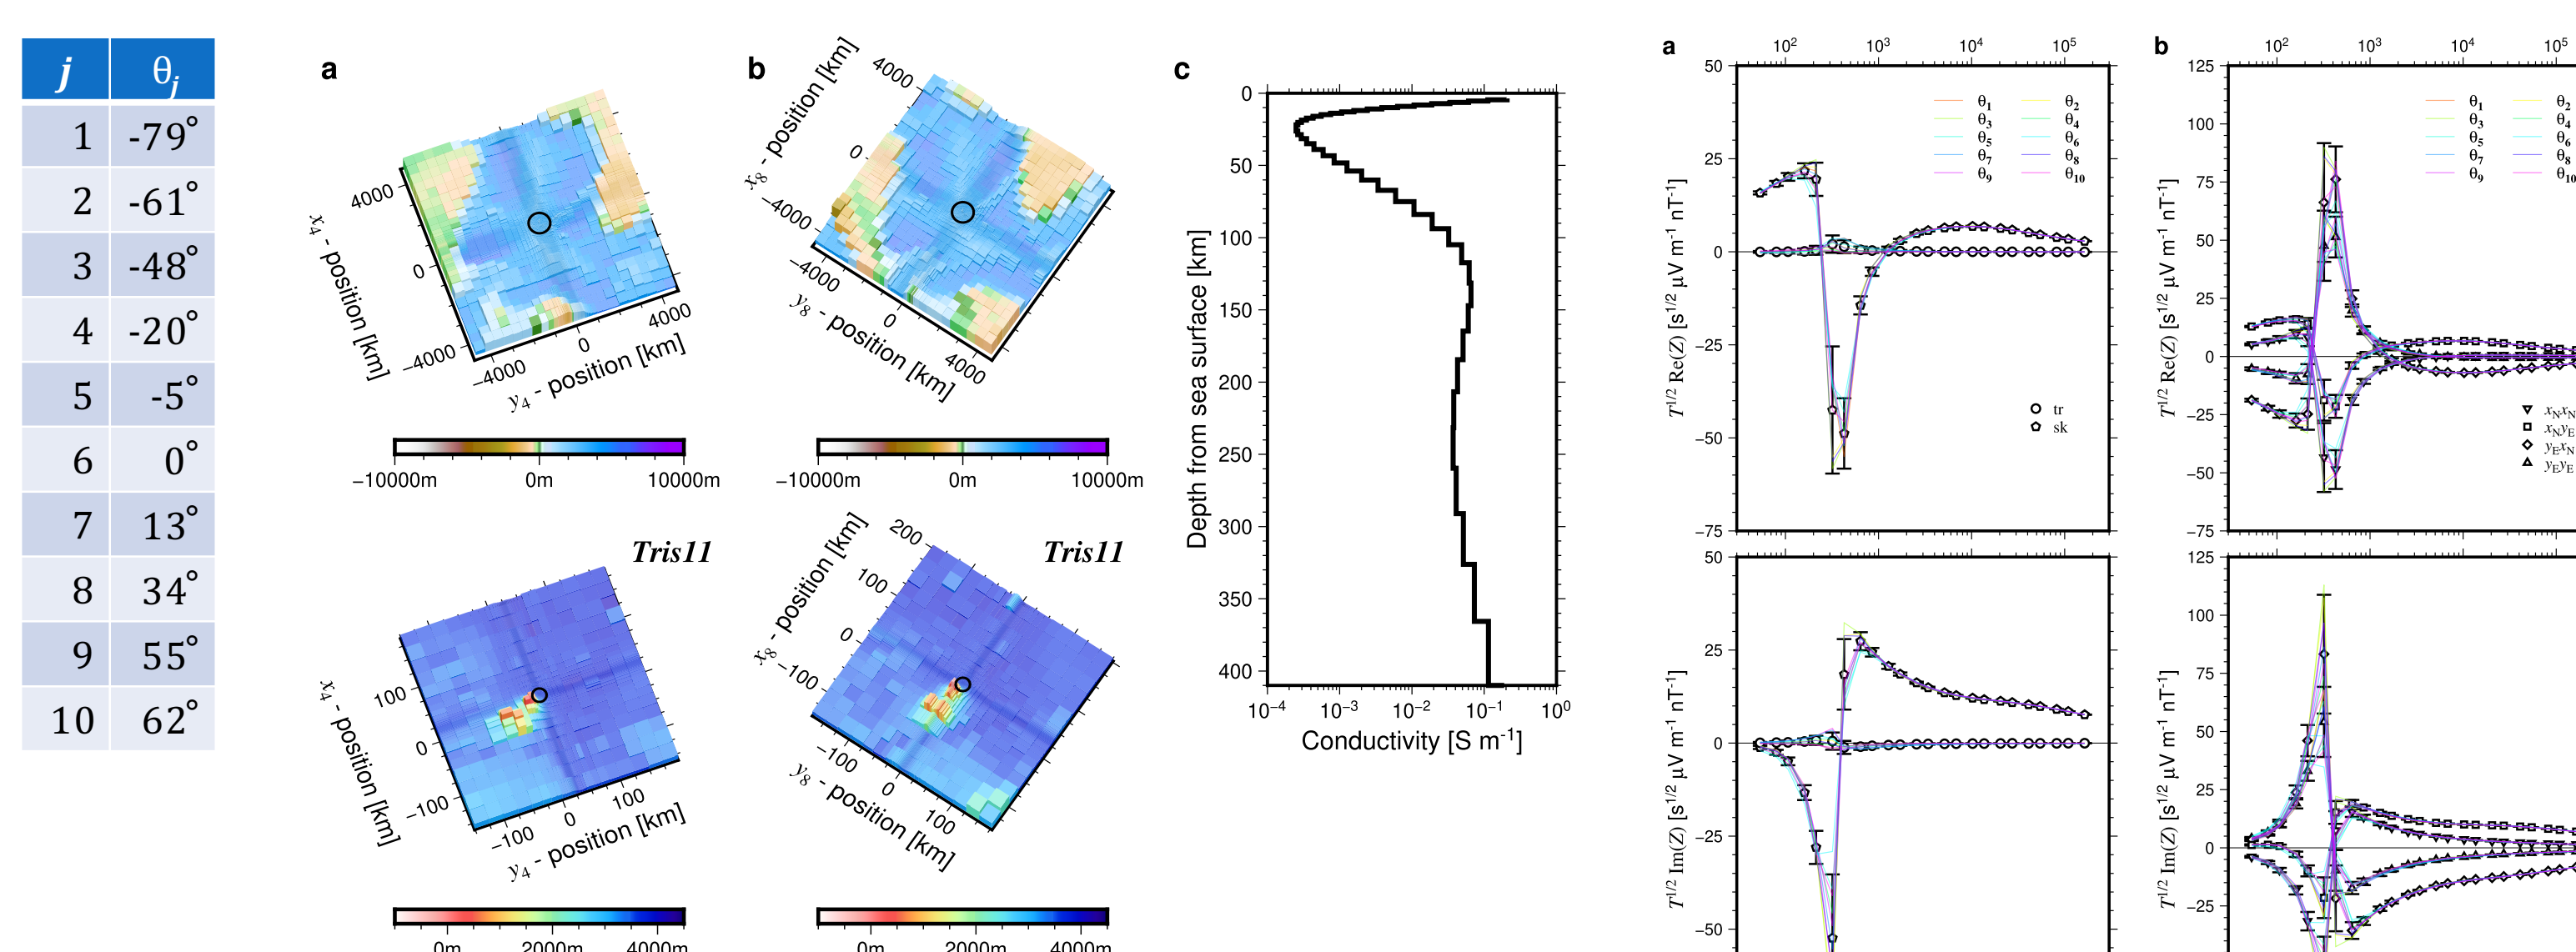 j θj
1 -79°
2 -61°
3 -48°
4 -20°
5 -5°
6 0°
7 13°
8 34°
9 55°
10 62°
a
x4 - position [km]
4000
0
−4000
−4000
0
4000
y4 - position [km]
−10000m 0m 10000m
b
x8 - position [km]
4000
0
−4000
−4000
0
4000
y8 - position [km]
−10000m 0m 10000m
Tris11
x4 - position [km]
100
0
−100
−100
0
100
y4 - position [km]
0m 2000m 4000m
Tris11
x8 - position [km]
200
100
0
−100
−100
0
100
y8 - position [km]
0m 2000m 4000m
c
Depth from sea surface [km]
0
50
100
150
200
250
300
350
400
10−4 10−3 10−2 10−1 100
Conductivity [S m-1]
a
102 103 104 105
T1/2 Re(Z) [s1/2 μV m-1 nT-1]
50
25
0
−25
−50
−75
θ1 θ2
θ3 θ4
θ5 θ6
θ7 θ8
θ9 θ10
tr
sk
T1/2 Im(Z) [s1/2 μV m-1 nT-1]
50
25
0
−25
−50
b
102 103 104 105
T1/2 Re(Z) [s1/2 μV m-1 nT-1]
125
100
75
50
25
0
−25
−50
−75
θ1 θ2
θ3 θ4
θ5 θ6
θ7 θ8
θ9 θ10
xNxN
xNyE
yExN
yEyE
T1/2 Im(Z) [s1/2 μV m-1 nT-1]
125
100
75
50
25
0
−25